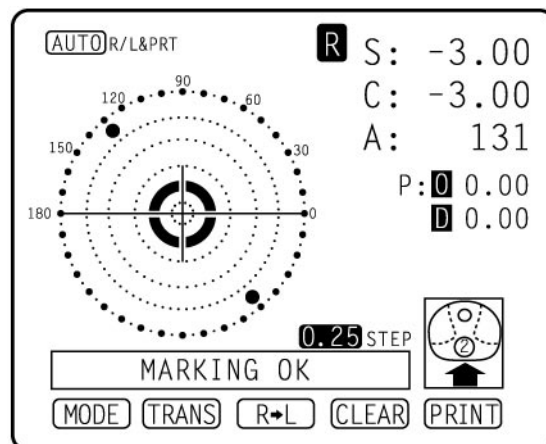 AUTO R/L&PRT
R S: -3.00
C: -3.00
A: 131
P: O 0.00
D 0.00
90
120
60
150
30
180
0
0.25 STEP
2
MARKING OK
MODE TRANS R➡L CLEAR PRINT